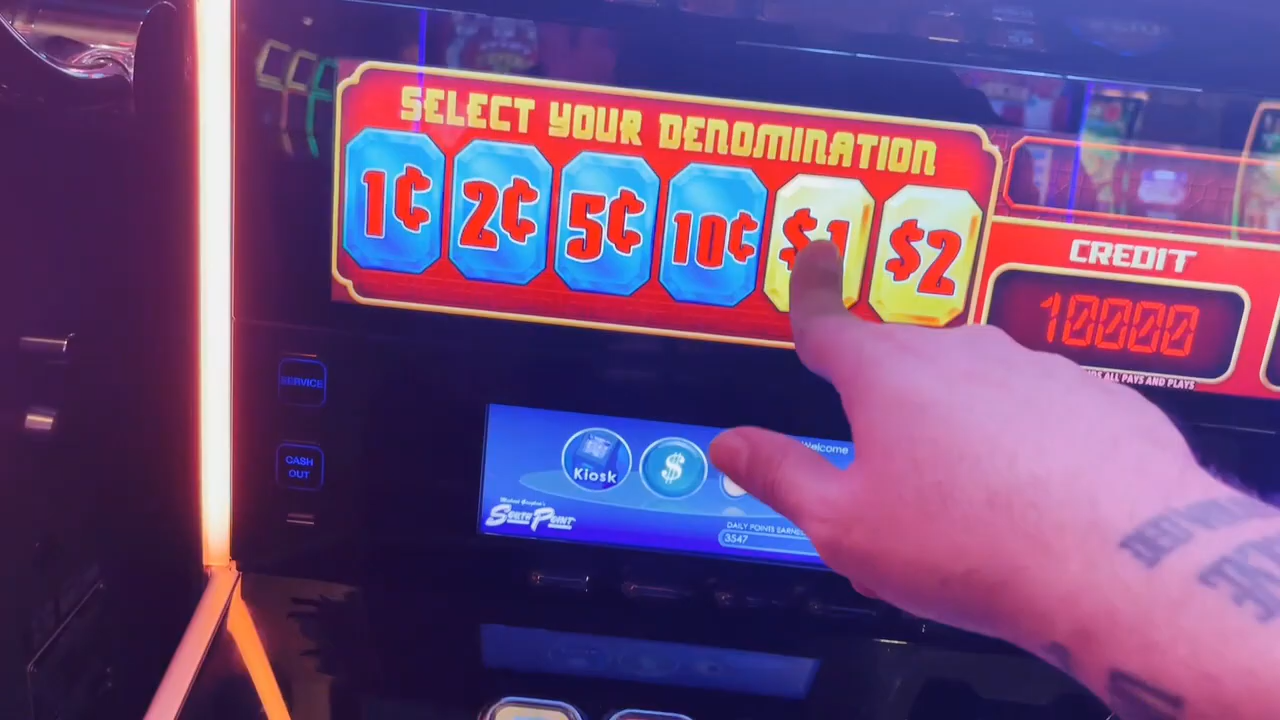 SELECT YOUR DENOMINATION
1¢ 2¢ 5¢ 10¢ $1 $2
CREDIT
10000
ALL PAYS AND PLAYS
SERVICE
CASH
OUT
Kiosk
$
Welcome
South Point
DAILY POINTS EARNED
3547